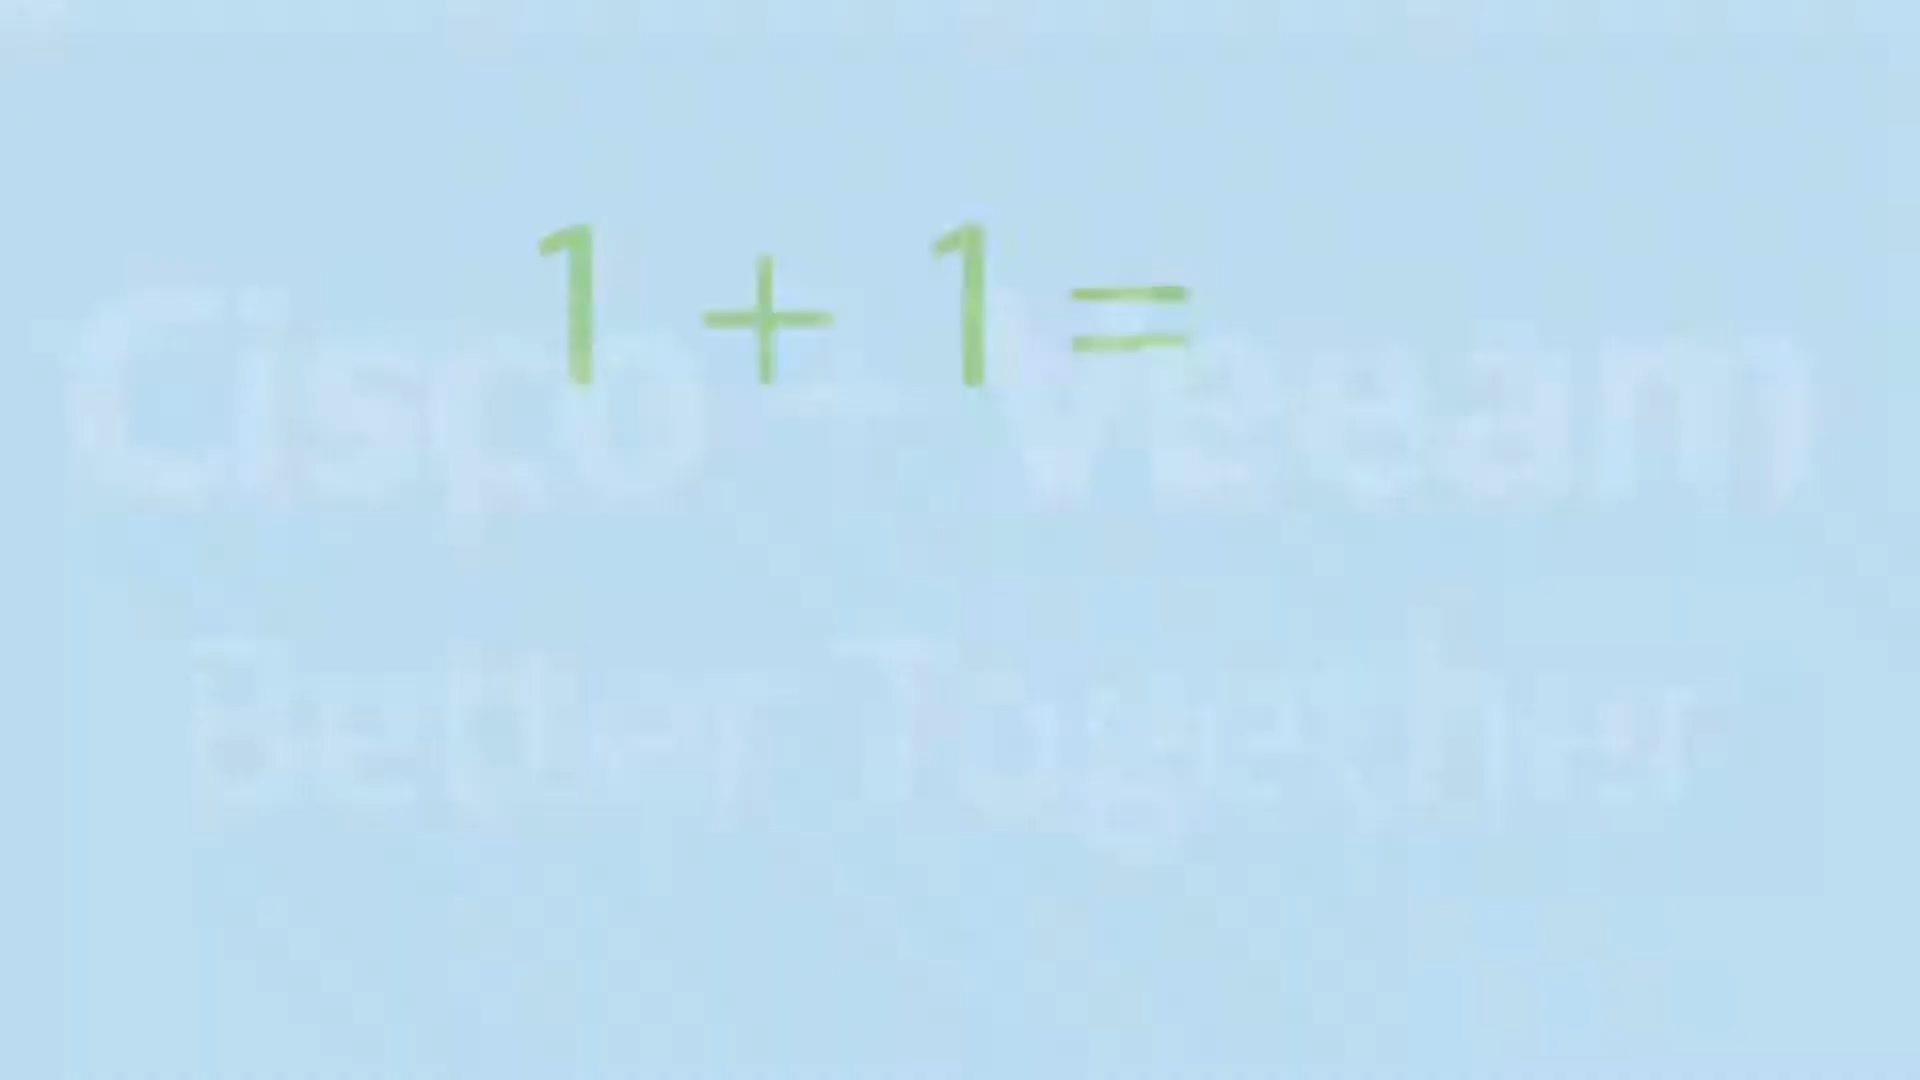 1 + 1 =
Cisco - Veeam
Better Together